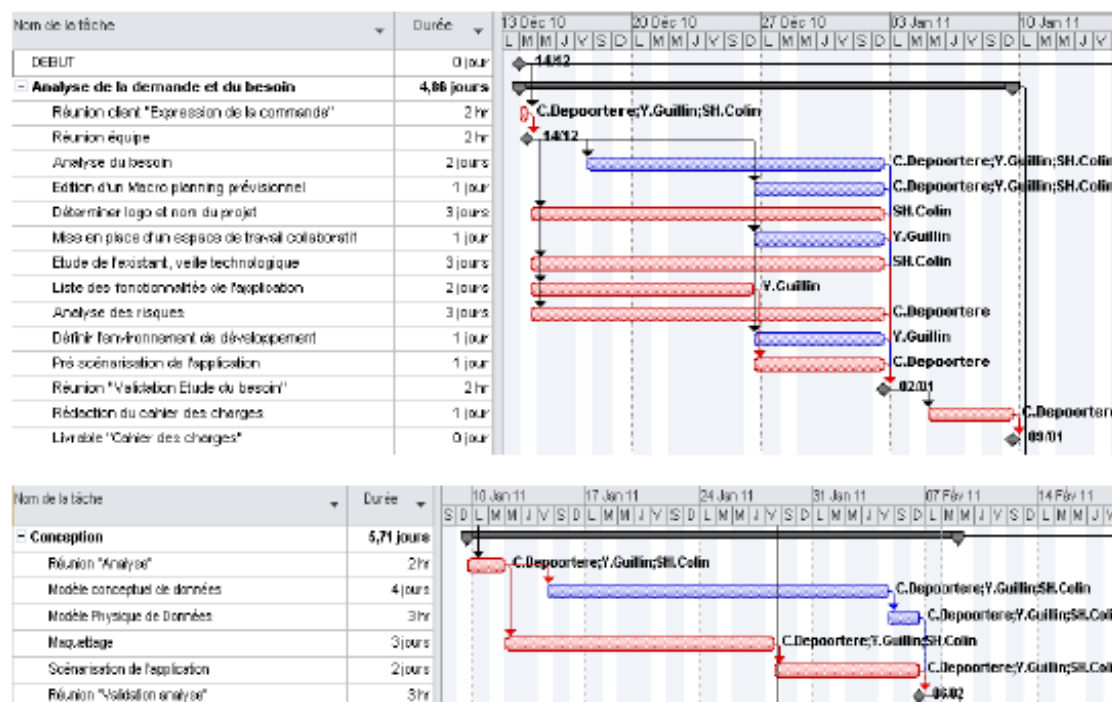 Nom de la tâche Durée 13 Déc 10 20 Déc 10 27 Déc 10 03 Jan 11 10 Jan 11
L M M J V S D L M M J V S D L M M J V S D L M M J V S D L M M J V
DEBUT 0 jour 14/12
Analyse de la demande et du besoin 4,86 jours
Réunion client "Expression de la commande" 2 hr C.Depoortere;Y.Guillin;SH.Colin
Réunion équipe 2 hr 14/12
Analyse du besoin 2 jours C.Depoortere;Y.Guillin;SH.Colin
Edition d'un Macro planning prévisionnel 1 jour C.Depoortere;Y.Guillin;SH.Colin
Déterminer logo et nom du projet 3 jours SH.Colin
Mise en place d'un espace de travail collaboratif 1 jour Y.Guillin
Etude de l'existant, veille technologique 3 jours SH.Colin
Liste des fonctionnalités de l'application 2 jours Y.Guillin
Analyse des risques 3 jours C.Depoortere
Définir l'environnement de développement 1 jour Y.Guillin
Pré scénarisation de l'application 1 jour C.Depoortere
Réunion "Validation Etude du besoin" 2 hr 02/01
Rédaction du cahier des charges 1 jour C.Depoortere
Livrable "Cahier des charges" 0 jour 09/01
Nom de la tâche Durée 10 Jan 11 17 Jan 11 24 Jan 11 31 Jan 11 07 Fév 11 14 Fév 11
S D L M M J V S D L M M J V S D L M M J V S D L M M J V S D L M M J V S D L M M J V
Conception 5,71 jours
Réunion "Analyse" 2 hr C.Depoortere;Y.Guillin;SH.Colin
Modèle conceptuel de données 4 jours C.Depoortere;Y.Guillin;SH.Colin
Modèle Physique de Données 3 hr C.Depoortere;Y.Guillin;SH.Coli
Maquettage 3 jours C.Depoortere;Y.Guillin;SH.Colin
Scénarisation de l'application 2 jours C.Depoortere;Y.Guillin;SH.Coli
Réunion "Validation analyse" 3 hr 06/02